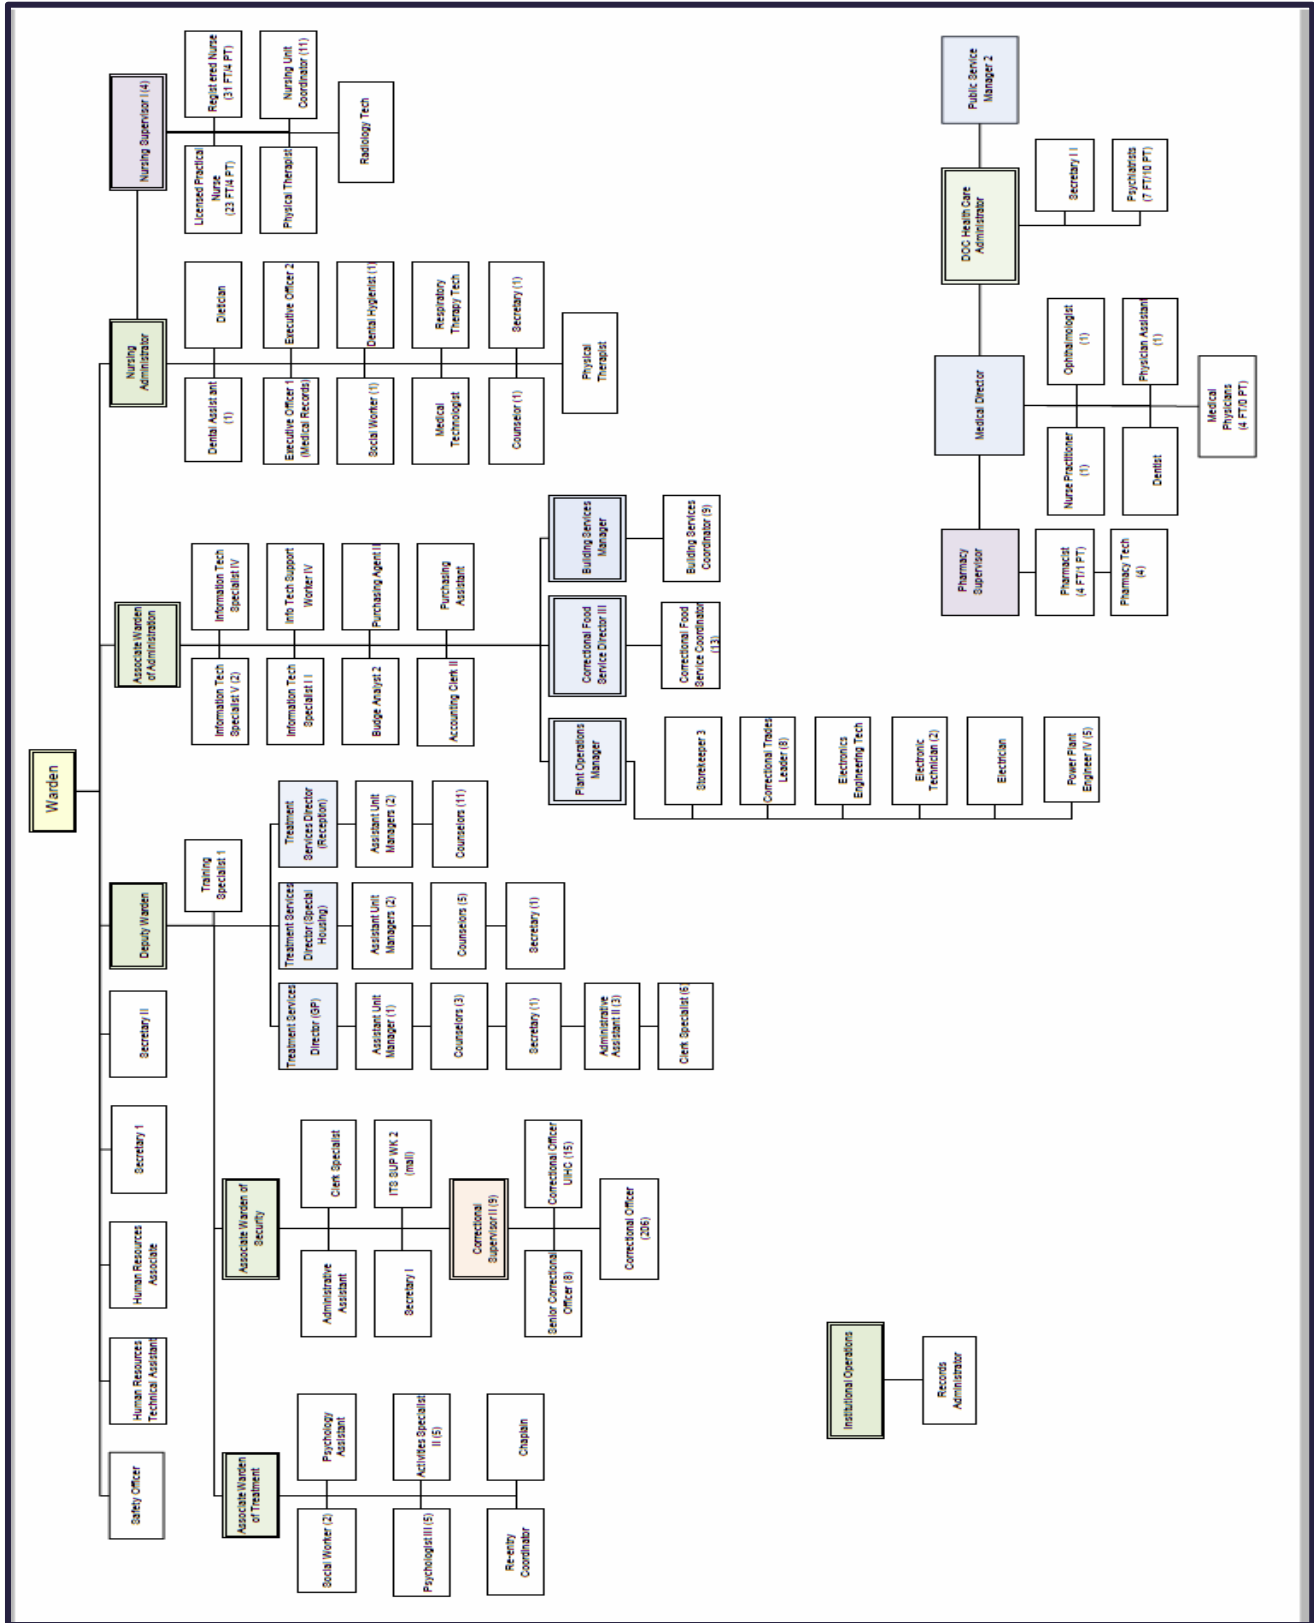 Warden
Safety Officer
Human Resources
Technical Assistant
Human Resources
Associate
Secretary 1
Secretary II
Deputy Warden
Associate Warden
of Administration
Nursing
Administrator
Nursing Supervisor I (4)
Training
Specialist 1
Associate Warden
of Treatment
Social Worker (2)
Psychology
Assistant
Psychologist III (5)
Activities Specialist
II (5)
Re-entry
Coordinator
Chaplain
Associate Warden of
Security
Administrative
Assistant
Clerk Specialist
Secretary I
ITS SUP WK 2
(mail)
Correctional
Supervisor II (9)
Senior Correctional
Officer (8)
Correctional Officer
UIHC (15)
Correctional Officer
(206)
Treatment Services
Director (GP)
Assistant Unit
Manager (1)
Counselors (3)
Secretary (1)
Administrative
Assistant II (3)
Clerk Specialist (6)
Treatment Services
Director (Special
Housing)
Assistant Unit
Managers (2)
Counselors (5)
Secretary (1)
Treatment
Services Director
(Reception)
Assistant Unit
Managers (2)
Counselors (11)
Information Tech
Specialist V (2)
Information Tech
Specialist IV
Information Tech
Specialist II
Info Tech Support
Worker IV
Budge Analyst 2
Purchasing Agent II
Accounting Clerk II
Purchasing
Assistant
Plant Operations
Manager
Storekeeper 3
Correctional Trades
Leader (8)
Electronics
Engineering Tech
Electronic
Technician (2)
Electrician
Power Plant
Engineer IV (5)
Correctional Food
Service Director III
Correctional Food
Service Coordinator
(13)
Building Services
Manager
Building Services
Coordinator (9)
Dental Assistant
(1)
Dietician
Executive Officer 1
(Medical Records)
Executive Officer 2
Social Worker (1)
Dental Hygienist (1)
Medical
Technologist
Respiratory
Therapy Tech
Counselor (1)
Secretary (1)
Physical
Therapist
Licensed Practical
Nurse
(23 FT/4 PT)
Registered Nurse
(31 FT/4 PT)
Physical Therapist
Nursing Unit
Coordinator (11)
Radiology Tech
Institutional Operations
Records
Administrator
Pharmacy
Supervisor
Pharmacist
(4 FT/1 PT)
Pharmacy Tech
(4)
Medical Director
Nurse Practitioner
(1)
Ophthalmologist
(1)
Dentist
Physician Assistant
(1)
Medical
Physicians
(4 FT/0 PT)
DOC Health Care
Administrator
Secretary II
Psychiatrists
(7 FT/10 PT)
Public Service
Manager 2